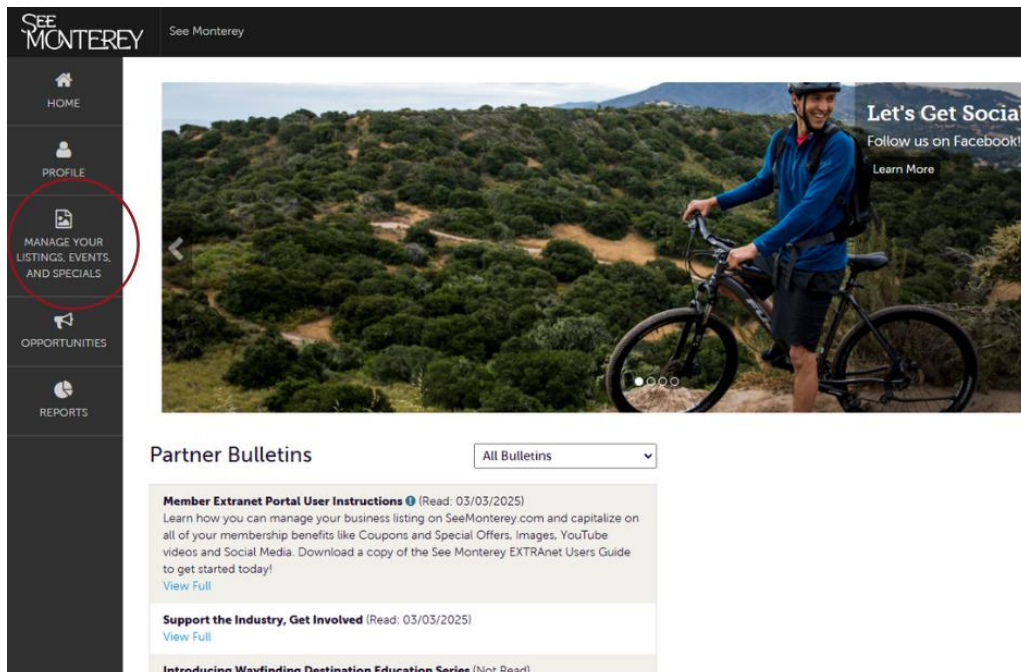 SEE
MONTEREY
See Monterey
HOME
PROFILE
MANAGE YOUR
LISTINGS, EVENTS,
AND SPECIALS
OPPORTUNITIES
REPORTS
Let's Get Social
Follow us on Facebook!
Learn More
Partner Bulletins
All Bulletins
Member Extranet Portal User Instructions (Read: 03/03/2025)
Learn how you can manage your business listing on SeeMonterey.com and capitalize on
all of your membership benefits like Coupons and Special Offers, Images, YouTube
videos and Social Media. Download a copy of the See Monterey EXTRAnet Users Guide
to get started today!
View Full
Support the Industry, Get Involved (Read: 03/03/2025)
View Full
Introducing Wayfinding Destination Education Series (Not Read)